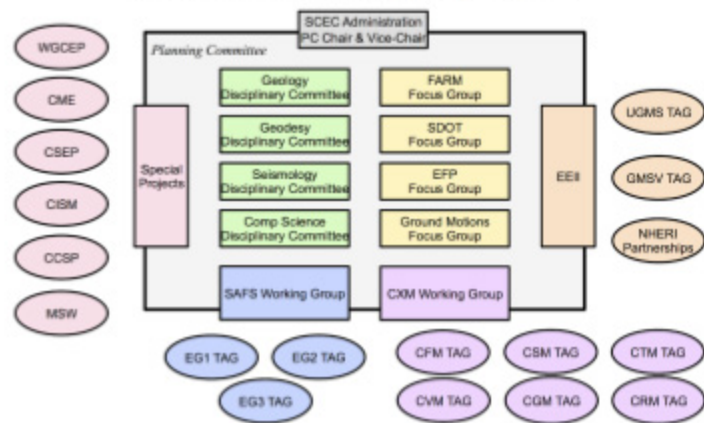 SCEC Administration
PC Chair & Vice-Chair
Planning Committee
WGCEP
CME
CSEP
CISM
CCSP
MSW
Special
Projects
Geology
Disciplinary Committee
Geodesy
Disciplinary Committee
Seismology
Disciplinary Committee
Comp Science
Disciplinary Committee
FARM
Focus Group
SDOT
Focus Group
EFP
Focus Group
Ground Motions
Focus Group
EEII
UGMS TAG
GMSV TAG
NHERI
Partnerships
SAFS Working Group
CXM Working Group
EG1 TAG
EG2 TAG
EG3 TAG
CFM TAG
CSM TAG
CTM TAG
CVM TAG
CGM TAG
CRM TAG